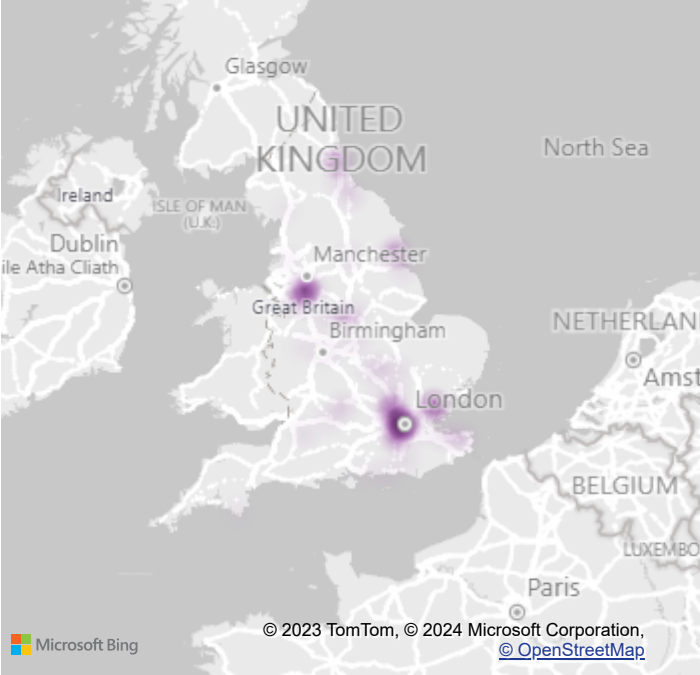 Glasgow
UNITED
KINGDOM
North Sea
Ireland
ISLE OF MAN
(U.K.)
Dublin
ile Atha Cliath
Manchester
Great Britain
Birmingham
NETHERLAN
Amst
London
BELGIUM
LUXEMBO
Paris
© 2023 TomTom, © 2024 Microsoft Corporation,
© OpenStreetMap
Microsoft Bing